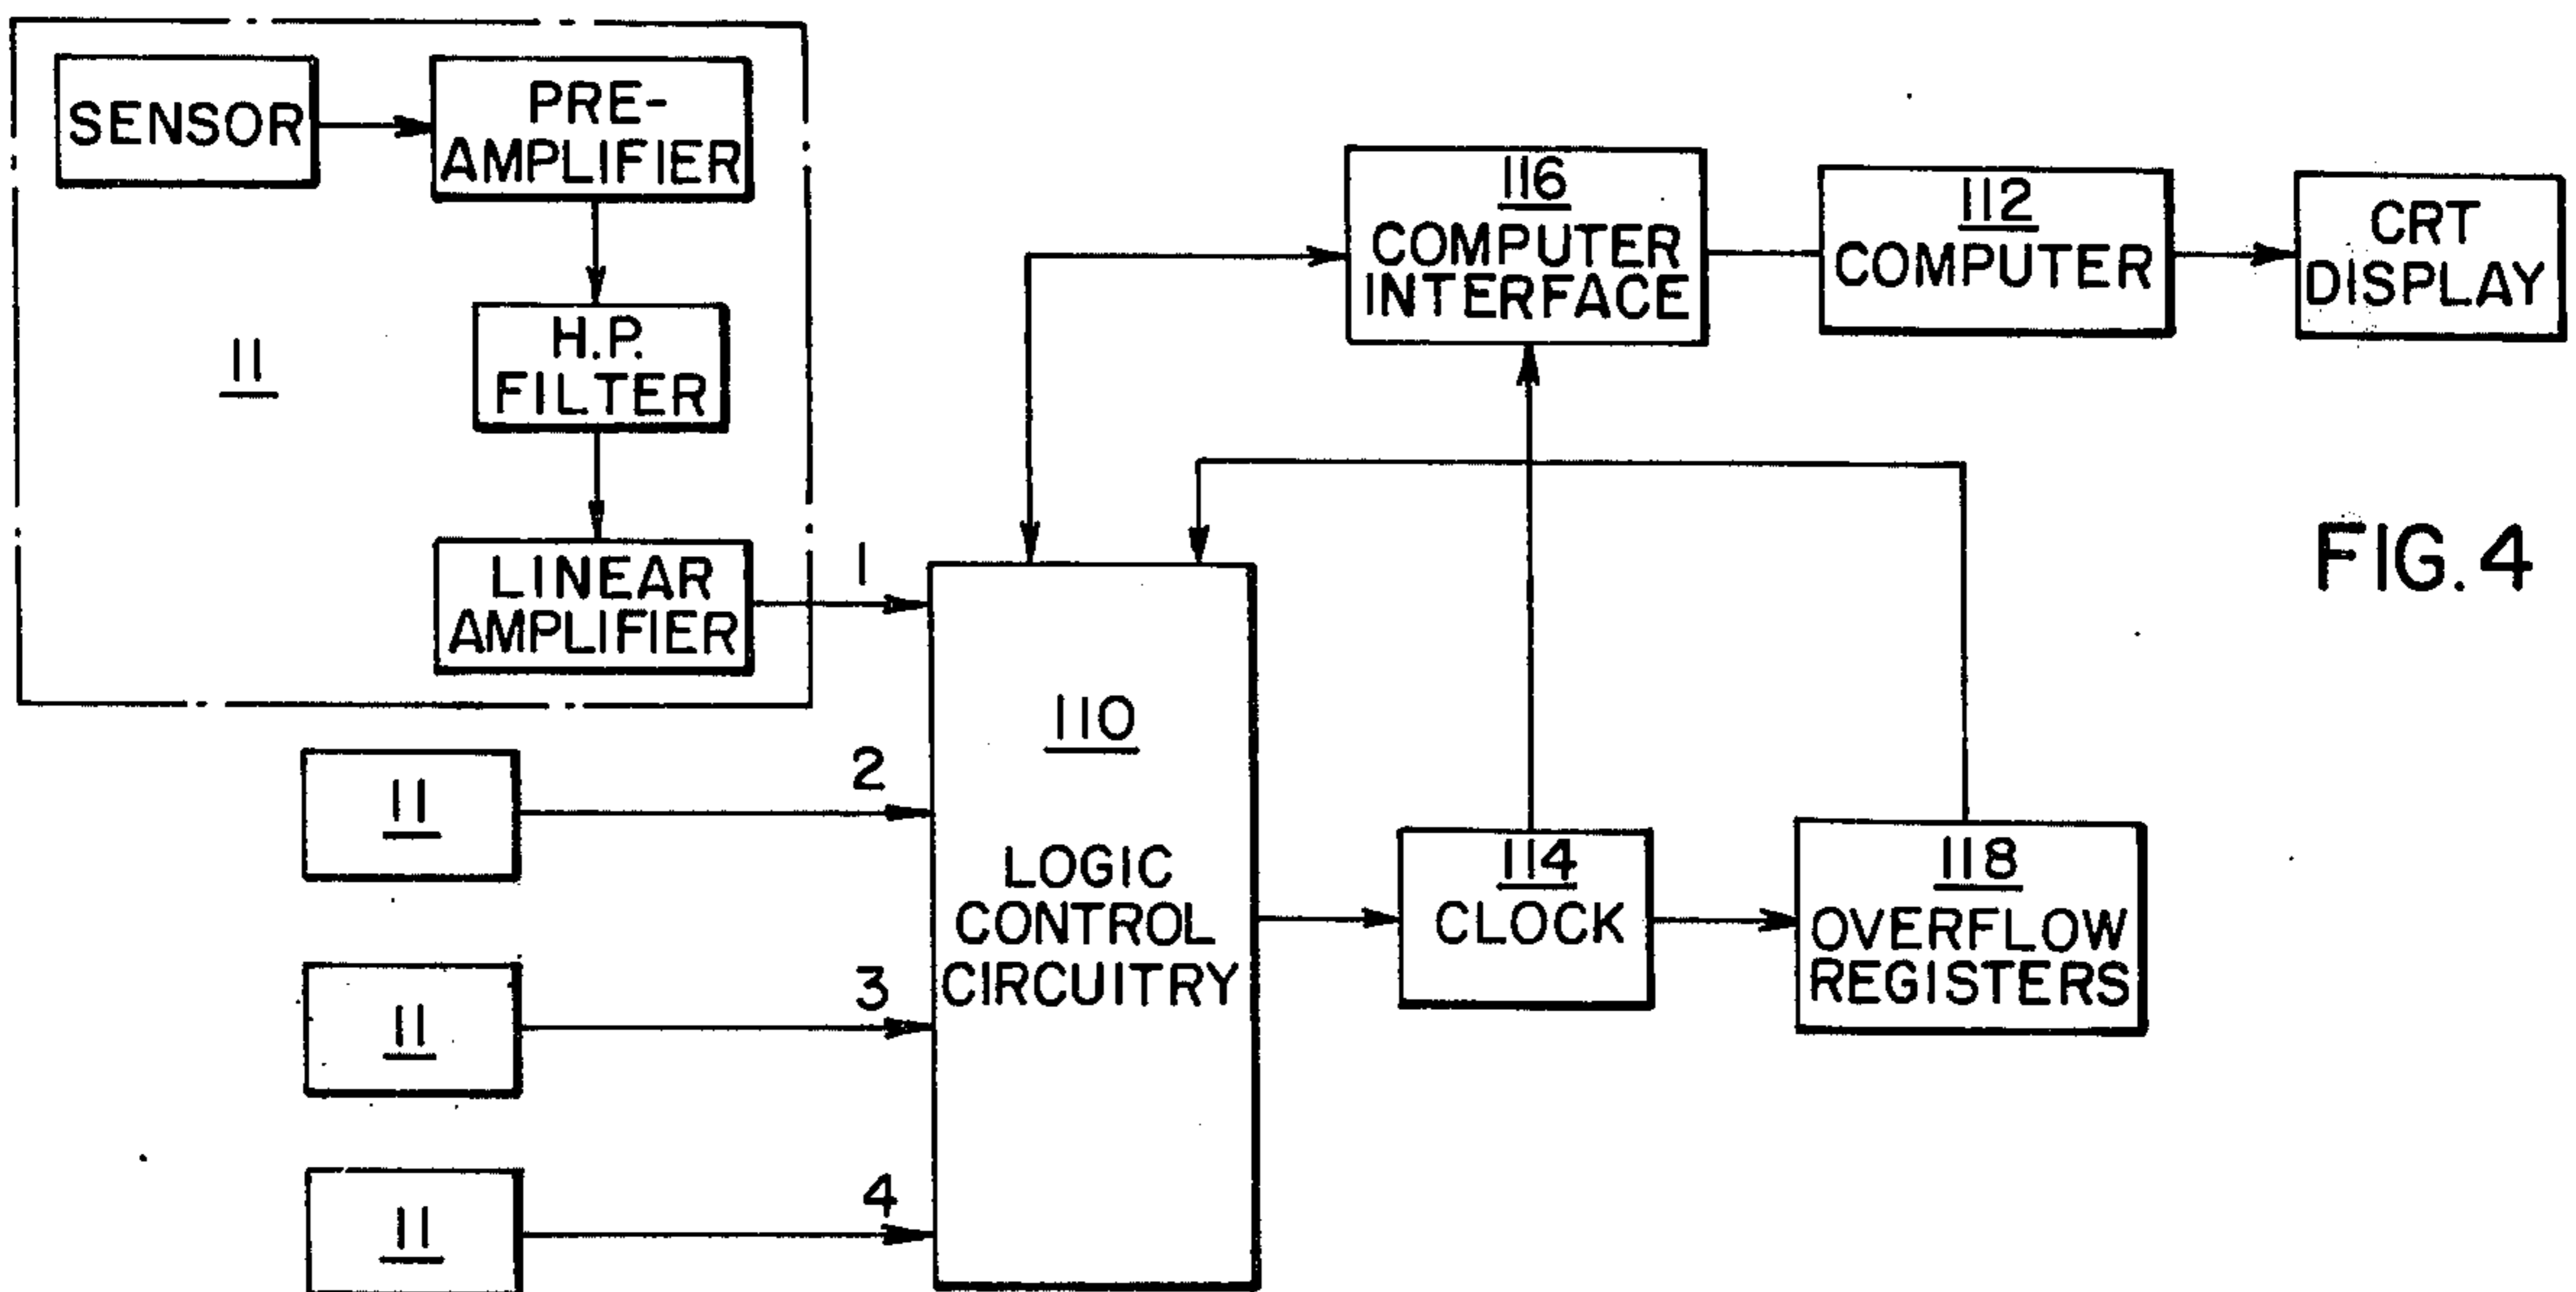 SENSOR
PRE-
AMPLIFIER
H.P.
FILTER
11
LINEAR
AMPLIFIER
1
11
2
11
3
11
4
110
LOGIC
CONTROL
CIRCUITRY
116
COMPUTER
INTERFACE
112
COMPUTER
CRT
DISPLAY
114
CLOCK
118
OVERFLOW
REGISTERS
FIG. 4